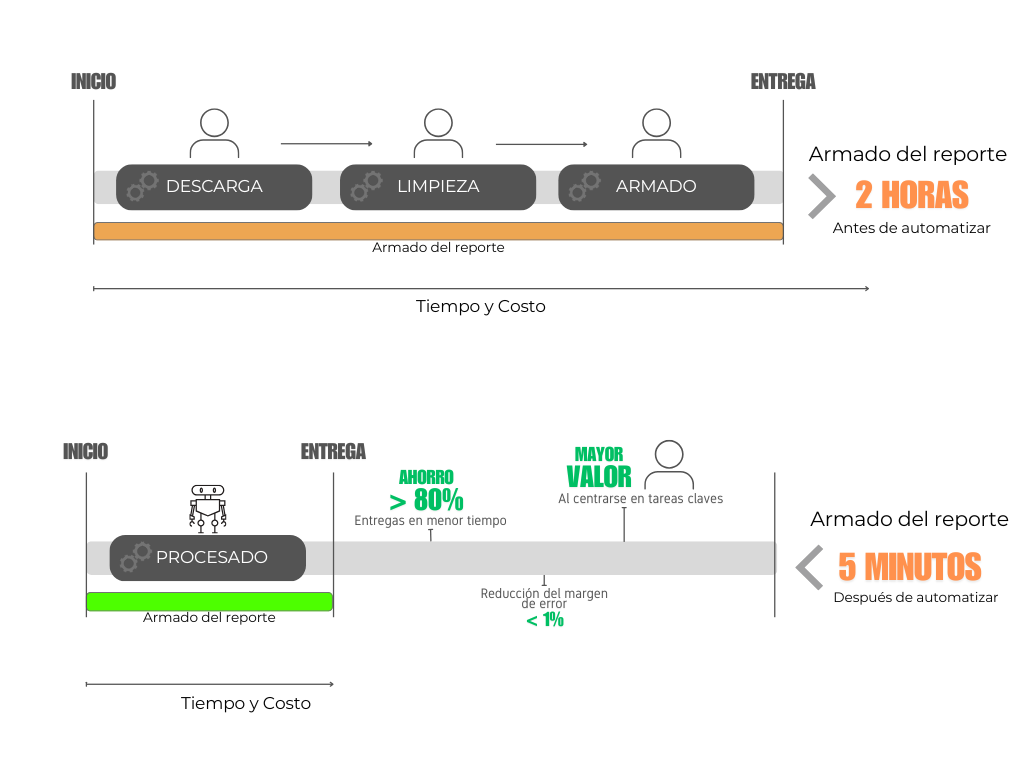 INICIO
ENTREGA
DESCARGA
LIMPIEZA
ARMADO
Armado del reporte
2 HORAS
Antes de automatizar
Armado del reporte
Tiempo y Costo
INICIO
ENTREGA
AHORRO
> 80%
Entregas en menor tiempo
MAYOR
VALOR
Al centrarse en tareas claves
PROCESADO
Armado del reporte
5 MINUTOS
Después de automatizar
Reducción del margen
de error
< 1%
Armado del reporte
Tiempo y Costo